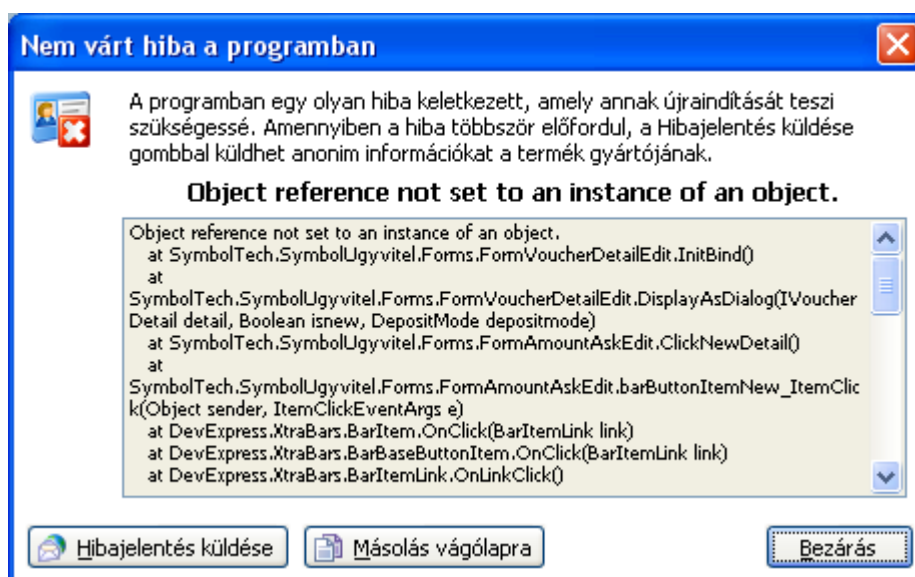 Nem várt hiba a programban
A programban egy olyan hiba keletkezett, amely annak újraindítását teszi
szükségessé. Amennyiben a hiba többször előfordul, a Hibajelentés küldése
gombbal küldhet anonim információkat a termék gyártójának.
Object reference not set to an instance of an object.
Object reference not set to an instance of an object.
at SymbolTech.SymbolUgyvitel.Forms.FormVoucherDetailEdit.InitBind()
at
SymbolTech.SymbolUgyvitel.Forms.FormVoucherDetailEdit.DisplayAsDialog(IVoucher
Detail detail, Boolean isnew, DepositMode depositmode)
at SymbolTech.SymbolUgyvitel.Forms.FormAmountAskEdit.ClickNewDetail()
at
SymbolTech.SymbolUgyvitel.Forms.FormAmountAskEdit.barButtonItemNew_ItemClic
k(Object sender, ItemClickEventArgs e)
at DevExpress.XtraBars.BarItem.OnClick(BarItemLink link)
at DevExpress.XtraBars.BarBaseButtonItem.OnClick(BarItemLink link)
at DevExpress.XtraBars.BarItemLink.OnLinkClick()
Hibajelentés küldése
Másolás vágólapra
Bezárás